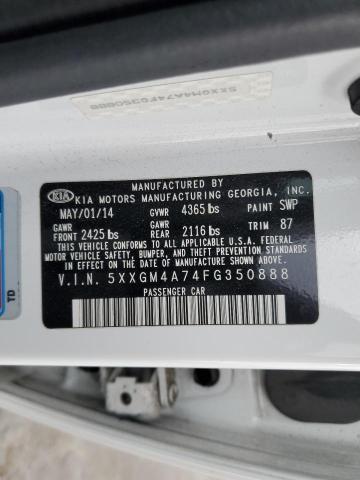 5XXGM4A74FG350888
KIA
MANUFACTURED BY
KIA MOTORS MANUFACTURING GEORGIA, INC.
MAY/01/14 GVWR 4365 lbs PAINT SWP
GAWR FRONT 2425 lbs GAWR REAR 2116 lbs TRIM 87
THIS VEHICLE CONFORMS TO ALL APPLICABLE U.S.A. FEDERAL
MOTOR VEHICLE SAFETY, BUMPER, AND THEFT PREVENTION STANDARDS
IN EFFECT ON THE DATE OF MANUFACTURE SHOWN ABOVE.
V.I.N. 5XXGM4A74FG350888
PASSENGER CAR
TD